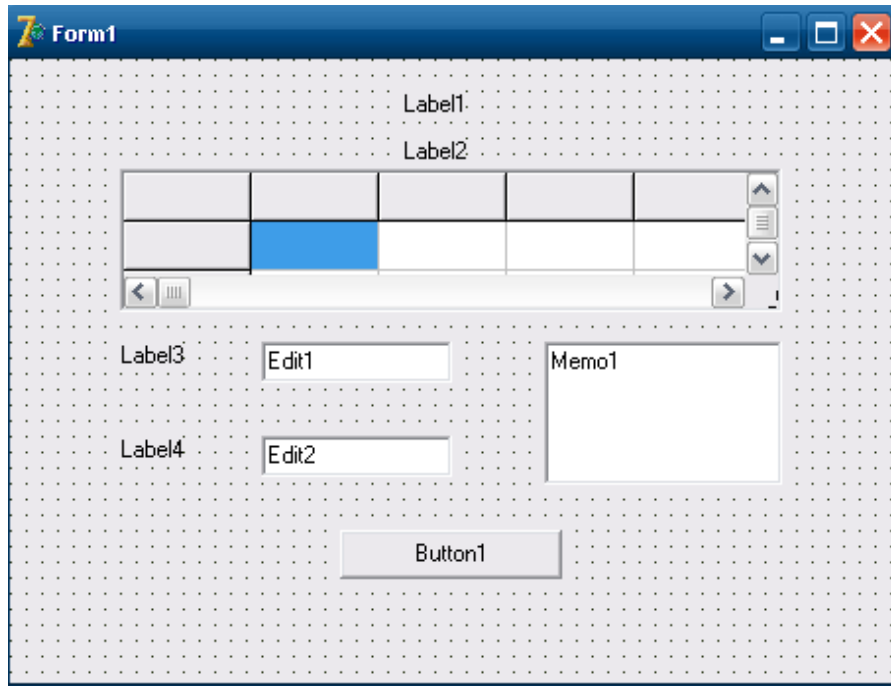 Form1
Label1
Label2
Label3
Edit1
Memo1
Label4
Edit2
Button1